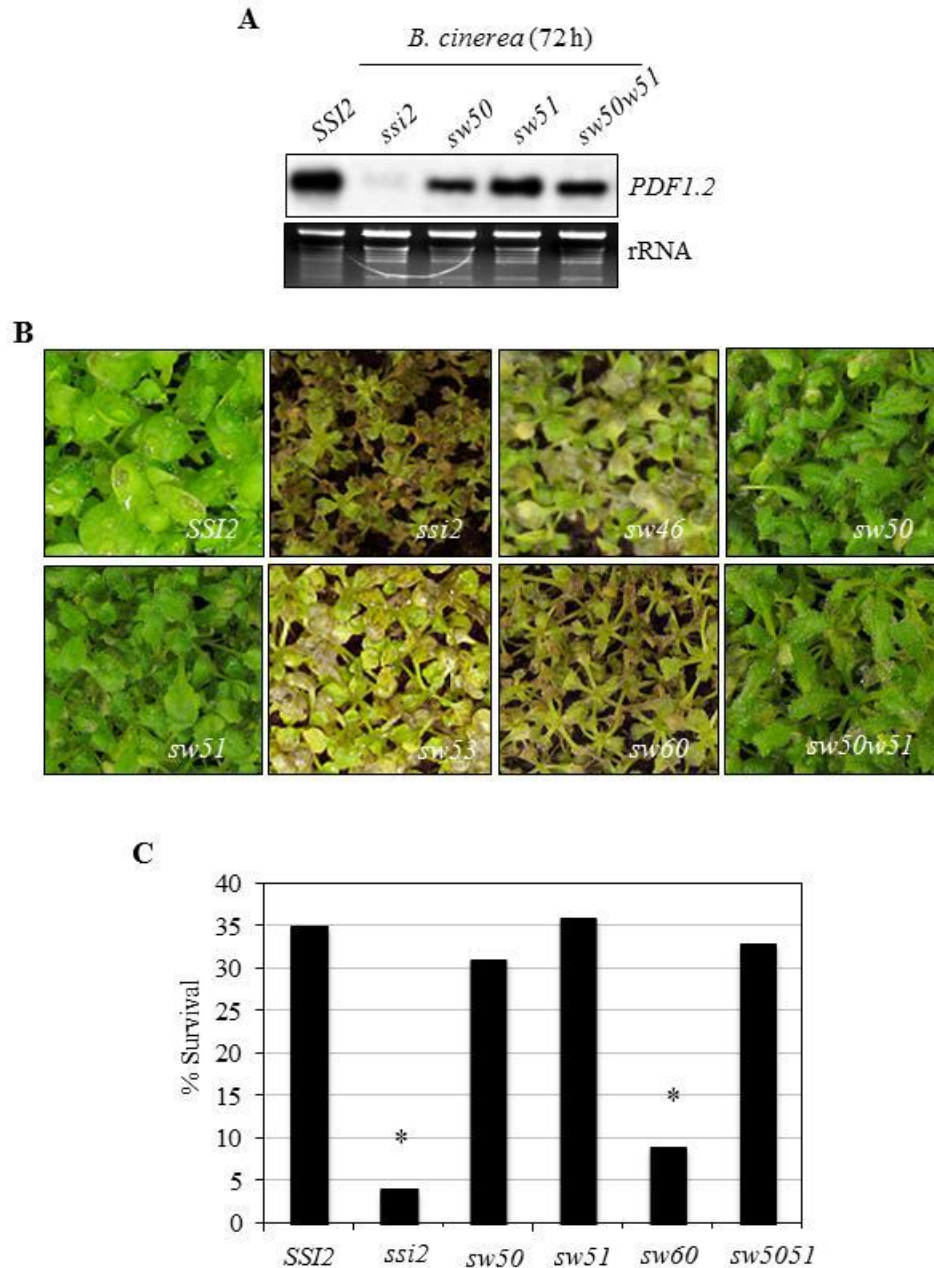 A
B. cinerea (72 h)
SSI2 ssi2 sw50 sw51 sw50w51
PDF1.2
rRNA
B
SSI2 ssi2 sw46 sw50
sw51 sw53 sw60 sw50w51
C
40
35
30
25
20
15
10
5
0
% Survival
* *
SSI2 ssi2 sw50 sw51 sw60 sw5051